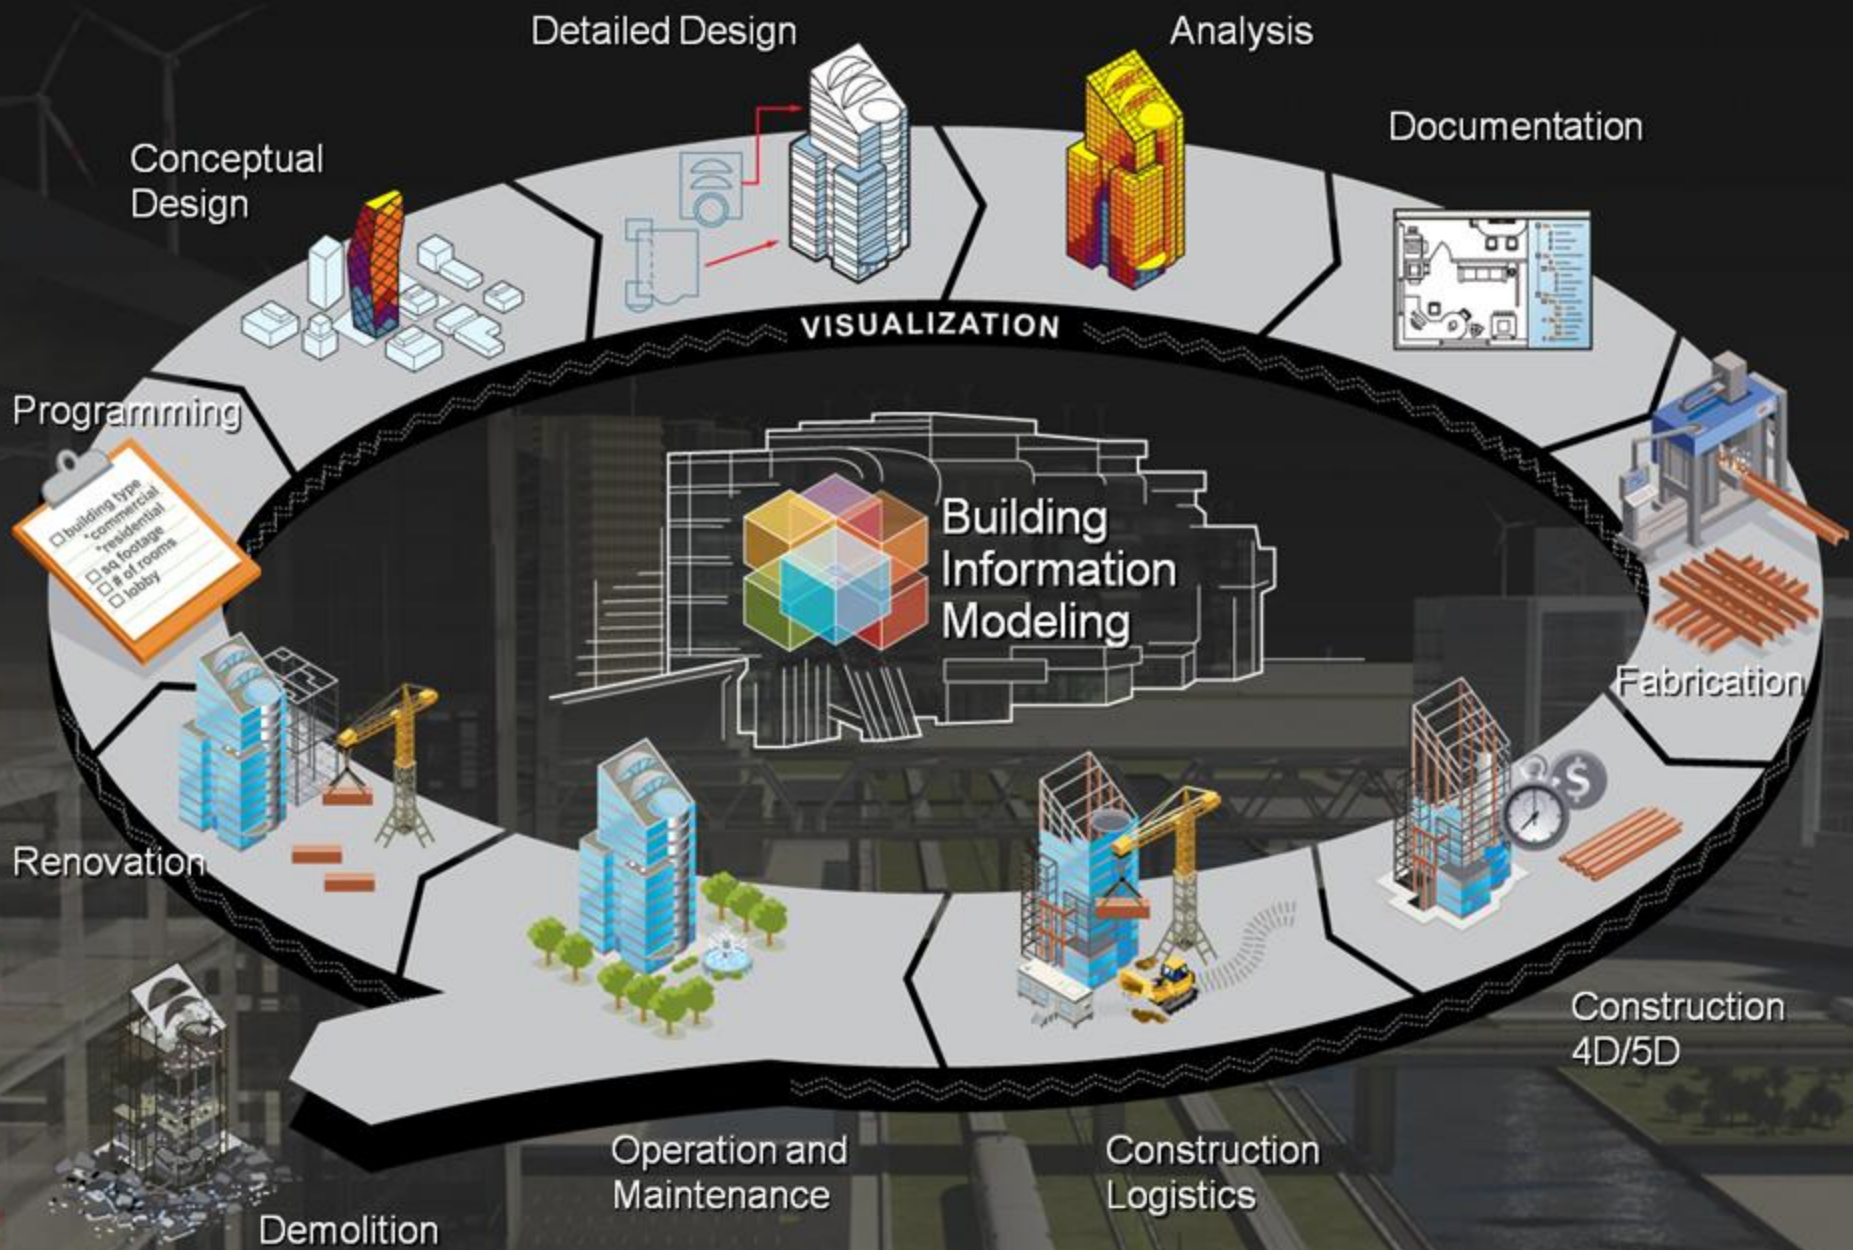 Detailed Design
Analysis
Documentation
Conceptual
Design
VISUALIZATION
Programming
building type
*commercial
*residential
sq footage
# of rooms
lobby
Building
Information
Modeling
$
Fabrication
Renovation
Construction
4D/5D
Operation and
Maintenance
Construction
Logistics
Demolition